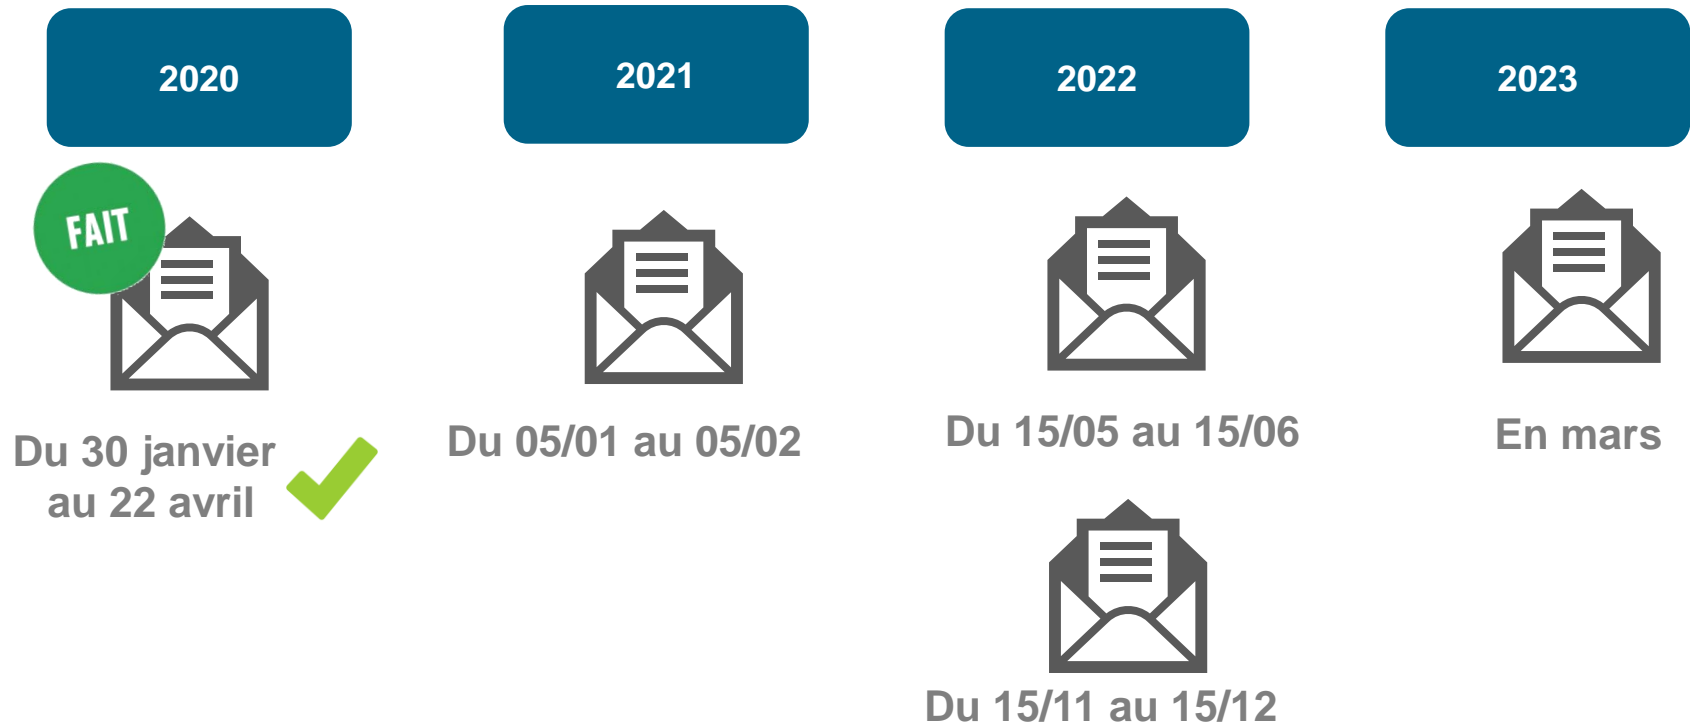 2020
2021
2022
2023
FAIT
Du 30 janvier
au 22 avril
Du 05/01 au 05/02
Du 15/05 au 15/06
En mars
Du 15/11 au 15/12